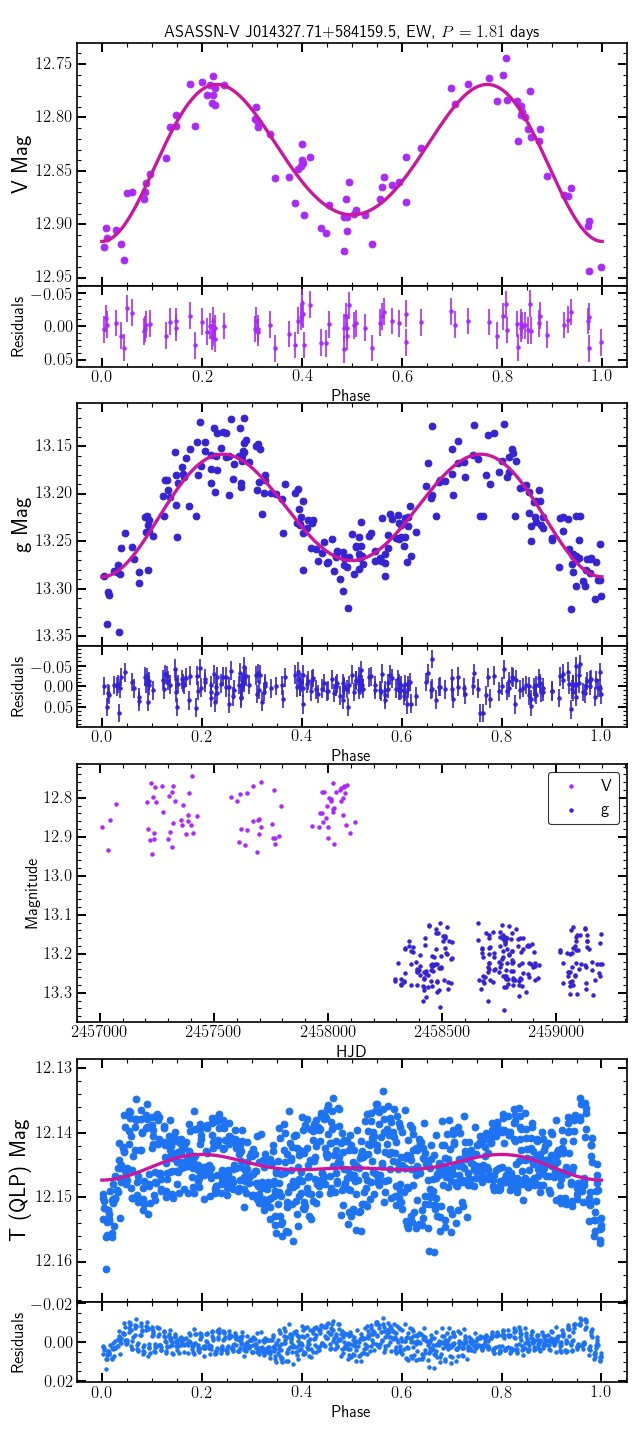 ASASSN-V J014327.71+584159.5, EW, P = 1.81 days
12.75
12.80
12.85
12.90
12.95
V Mag
−0.05
0.00
0.05
Residuals
0.0 0.2 0.4 0.6 0.8 1.0
Phase
13.15
13.20
13.25
13.30
13.35
g Mag
−0.05
0.00
0.05
Residuals
0.0 0.2 0.4 0.6 0.8 1.0
Phase
12.8
12.9
13.0
13.1
13.2
13.3
Magnitude
V
g
2457000 2457500 2458000 2458500 2459000
HJD
12.13
12.14
12.15
12.16
T (QLP) Mag
−0.02
0.00
0.02
Residuals
0.0 0.2 0.4 0.6 0.8 1.0
Phase